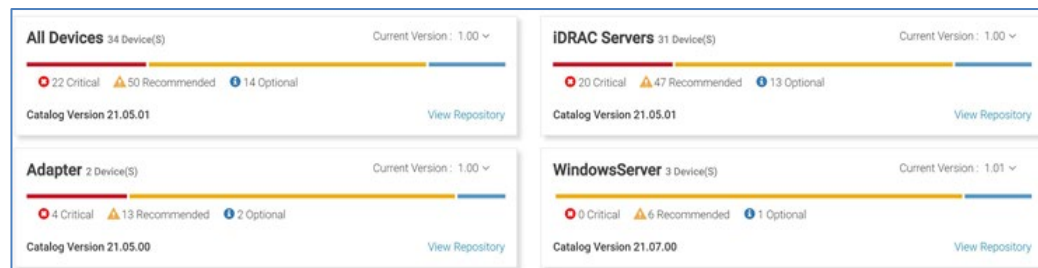 All Devices 34 Device(S) Current Version : 1.00
22 Critical 50 Recommended 14 Optional
Catalog Version 21.05.01 View Repository
iDRAC Servers 31 Device(S) Current Version : 1.00
20 Critical 47 Recommended 13 Optional
Catalog Version 21.05.01 View Repository
Adapter 2 Device(S) Current Version : 1.00
4 Critical 13 Recommended 2 Optional
Catalog Version 21.05.00 View Repository
WindowsServer 3 Device(S) Current Version : 1.01
0 Critical 6 Recommended 1 Optional
Catalog Version 21.07.00 View Repository